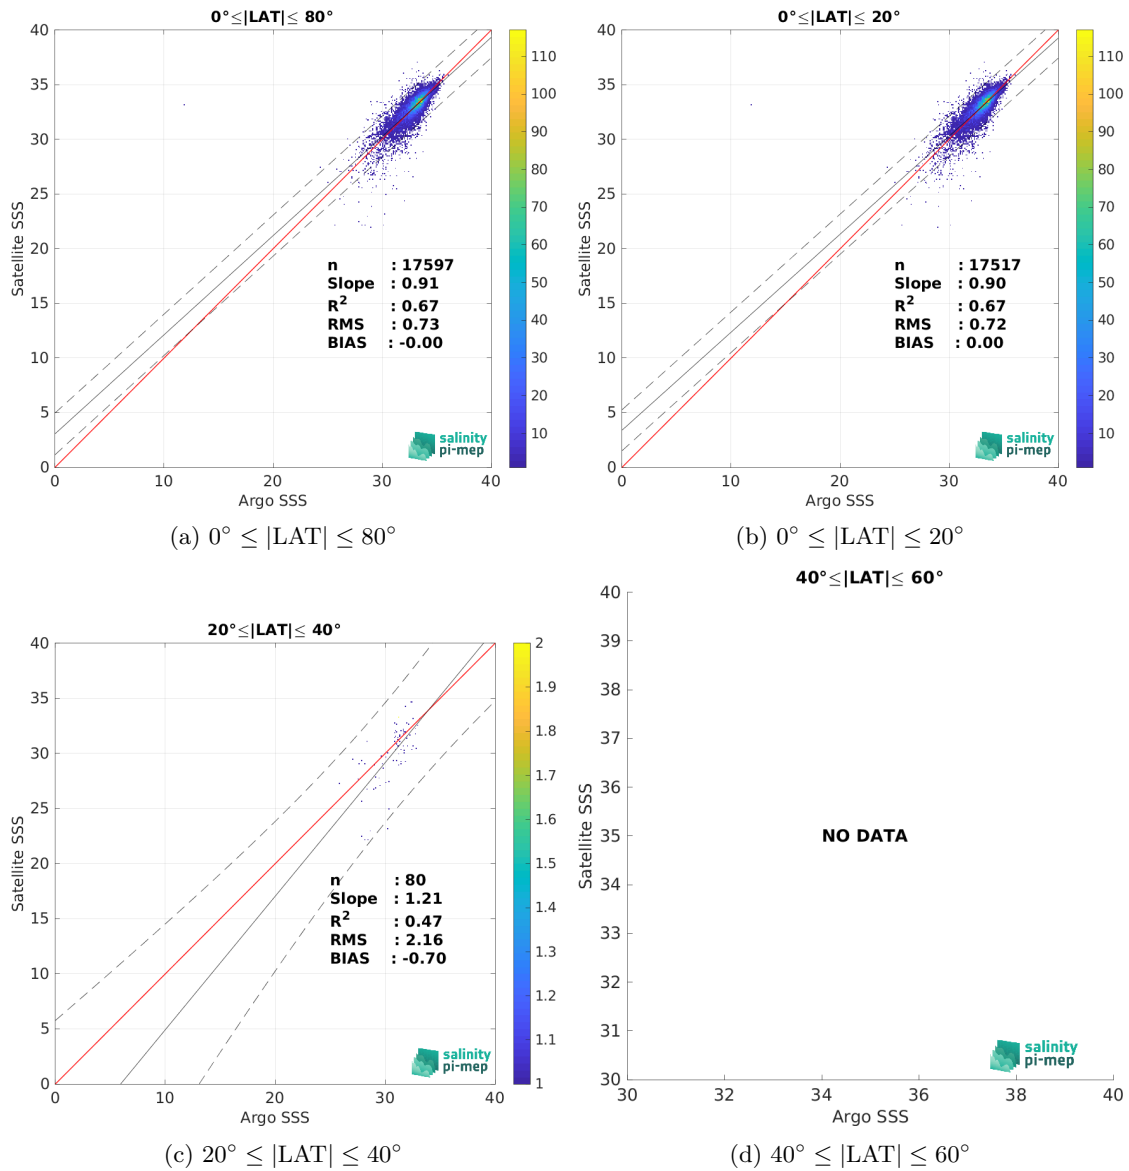 0°≤|LAT|≤ 80°
40
35
30
25
20
15
10
5
0
0
10
20
30
40
Satellite SSS
Argo SSS
n : 17597
Slope : 0.91
R2 : 0.67
RMS : 0.73
BIAS : -0.00
salinity
pi-mep
110
100
90
80
70
60
50
40
30
20
10
(a) 0° ≤ |LAT| ≤ 80°
0°≤|LAT|≤ 20°
40
35
30
25
20
15
10
5
0
0
10
20
30
40
Satellite SSS
Argo SSS
n : 17517
Slope : 0.90
R2 : 0.67
RMS : 0.72
BIAS : 0.00
salinity
pi-mep
110
100
90
80
70
60
50
40
30
20
10
(b) 0° ≤ |LAT| ≤ 20°
20°≤|LAT|≤ 40°
40
35
30
25
20
15
10
5
0
0
10
20
30
40
Satellite SSS
Argo SSS
n : 80
Slope : 1.21
R2 : 0.47
RMS : 2.16
BIAS : -0.70
salinity
pi-mep
2
1.9
1.8
1.7
1.6
1.5
1.4
1.3
1.2
1.1
1
(c) 20° ≤ |LAT| ≤ 40°
40°≤|LAT|≤ 60°
40
39
38
37
36
35
34
33
32
31
30
30
32
34
36
38
40
Satellite SSS
Argo SSS
NO DATA
salinity
pi-mep
(d) 40° ≤ |LAT| ≤ 60°